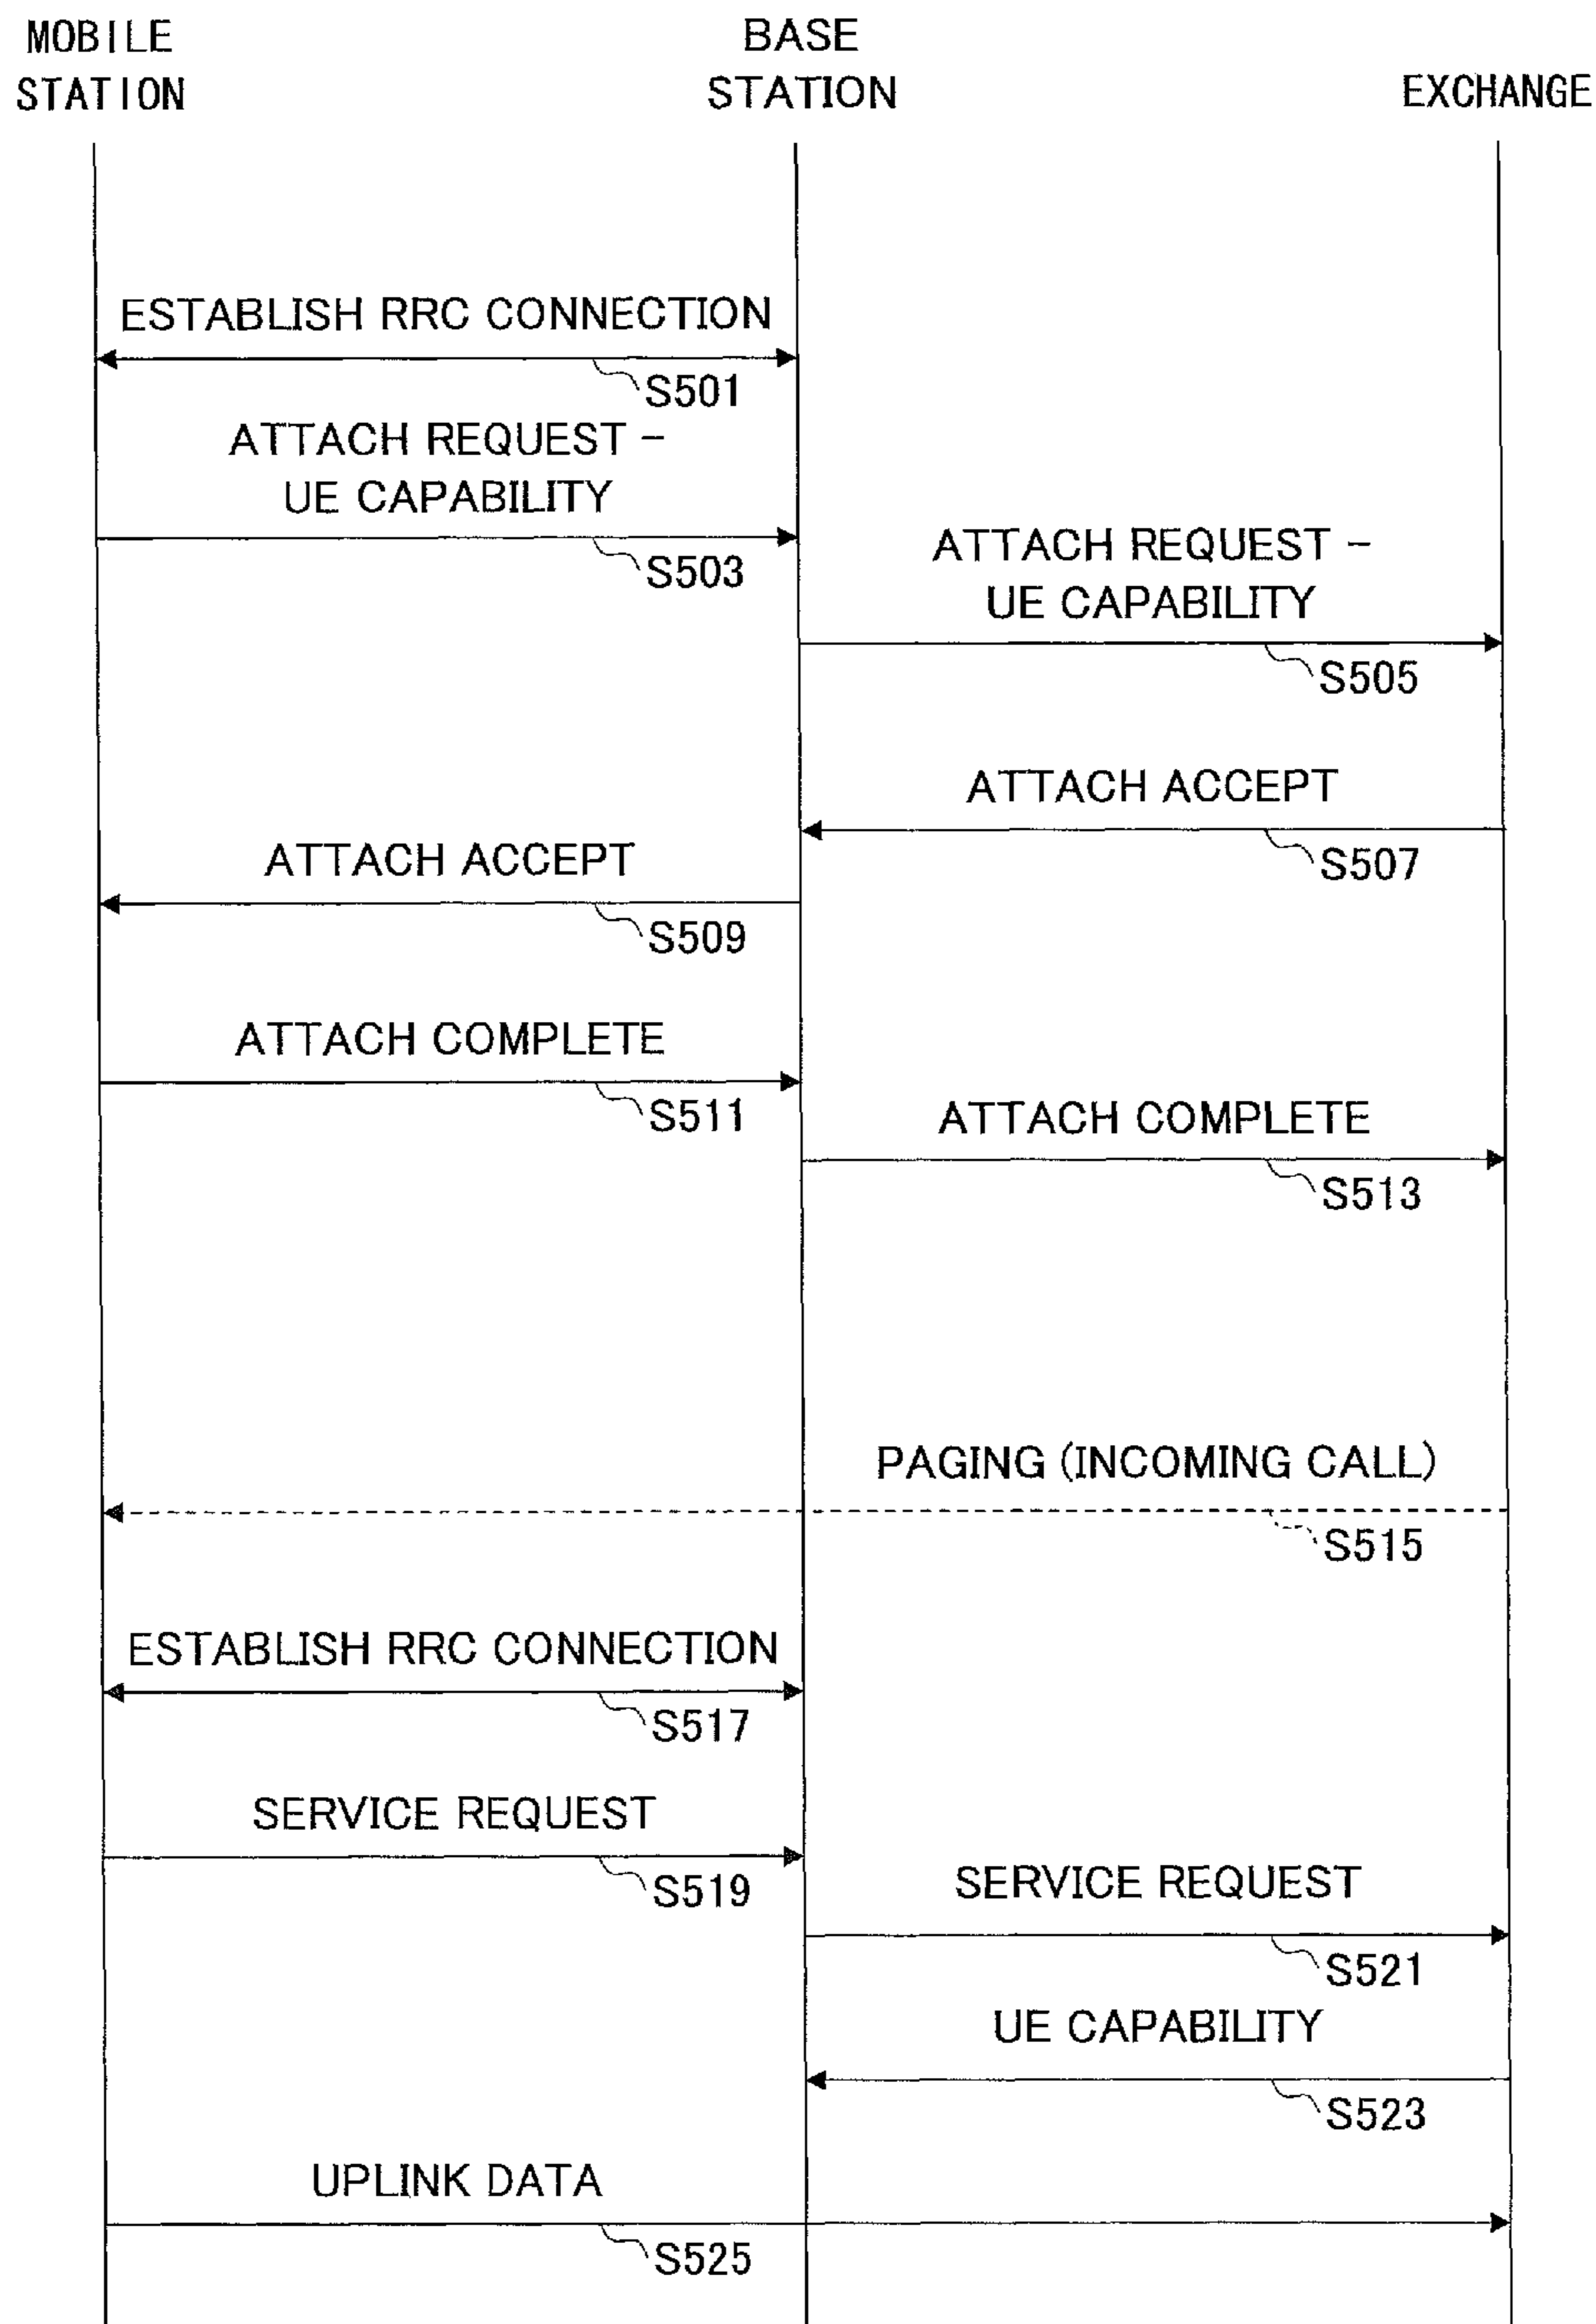 MOBILE
STATION
BASE
STATION
EXCHANGE
ESTABLISH RRC CONNECTION
S501
ATTACH REQUEST -
UE CAPABILITY
S503
ATTACH REQUEST -
UE CAPABILITY
S505
ATTACH ACCEPT
S507
ATTACH ACCEPT
S509
ATTACH COMPLETE
S511
ATTACH COMPLETE
S513
PAGING (INCOMING CALL)
S515
ESTABLISH RRC CONNECTION
S517
SERVICE REQUEST
S519
SERVICE REQUEST
S521
UE CAPABILITY
S523
UPLINK DATA
S525